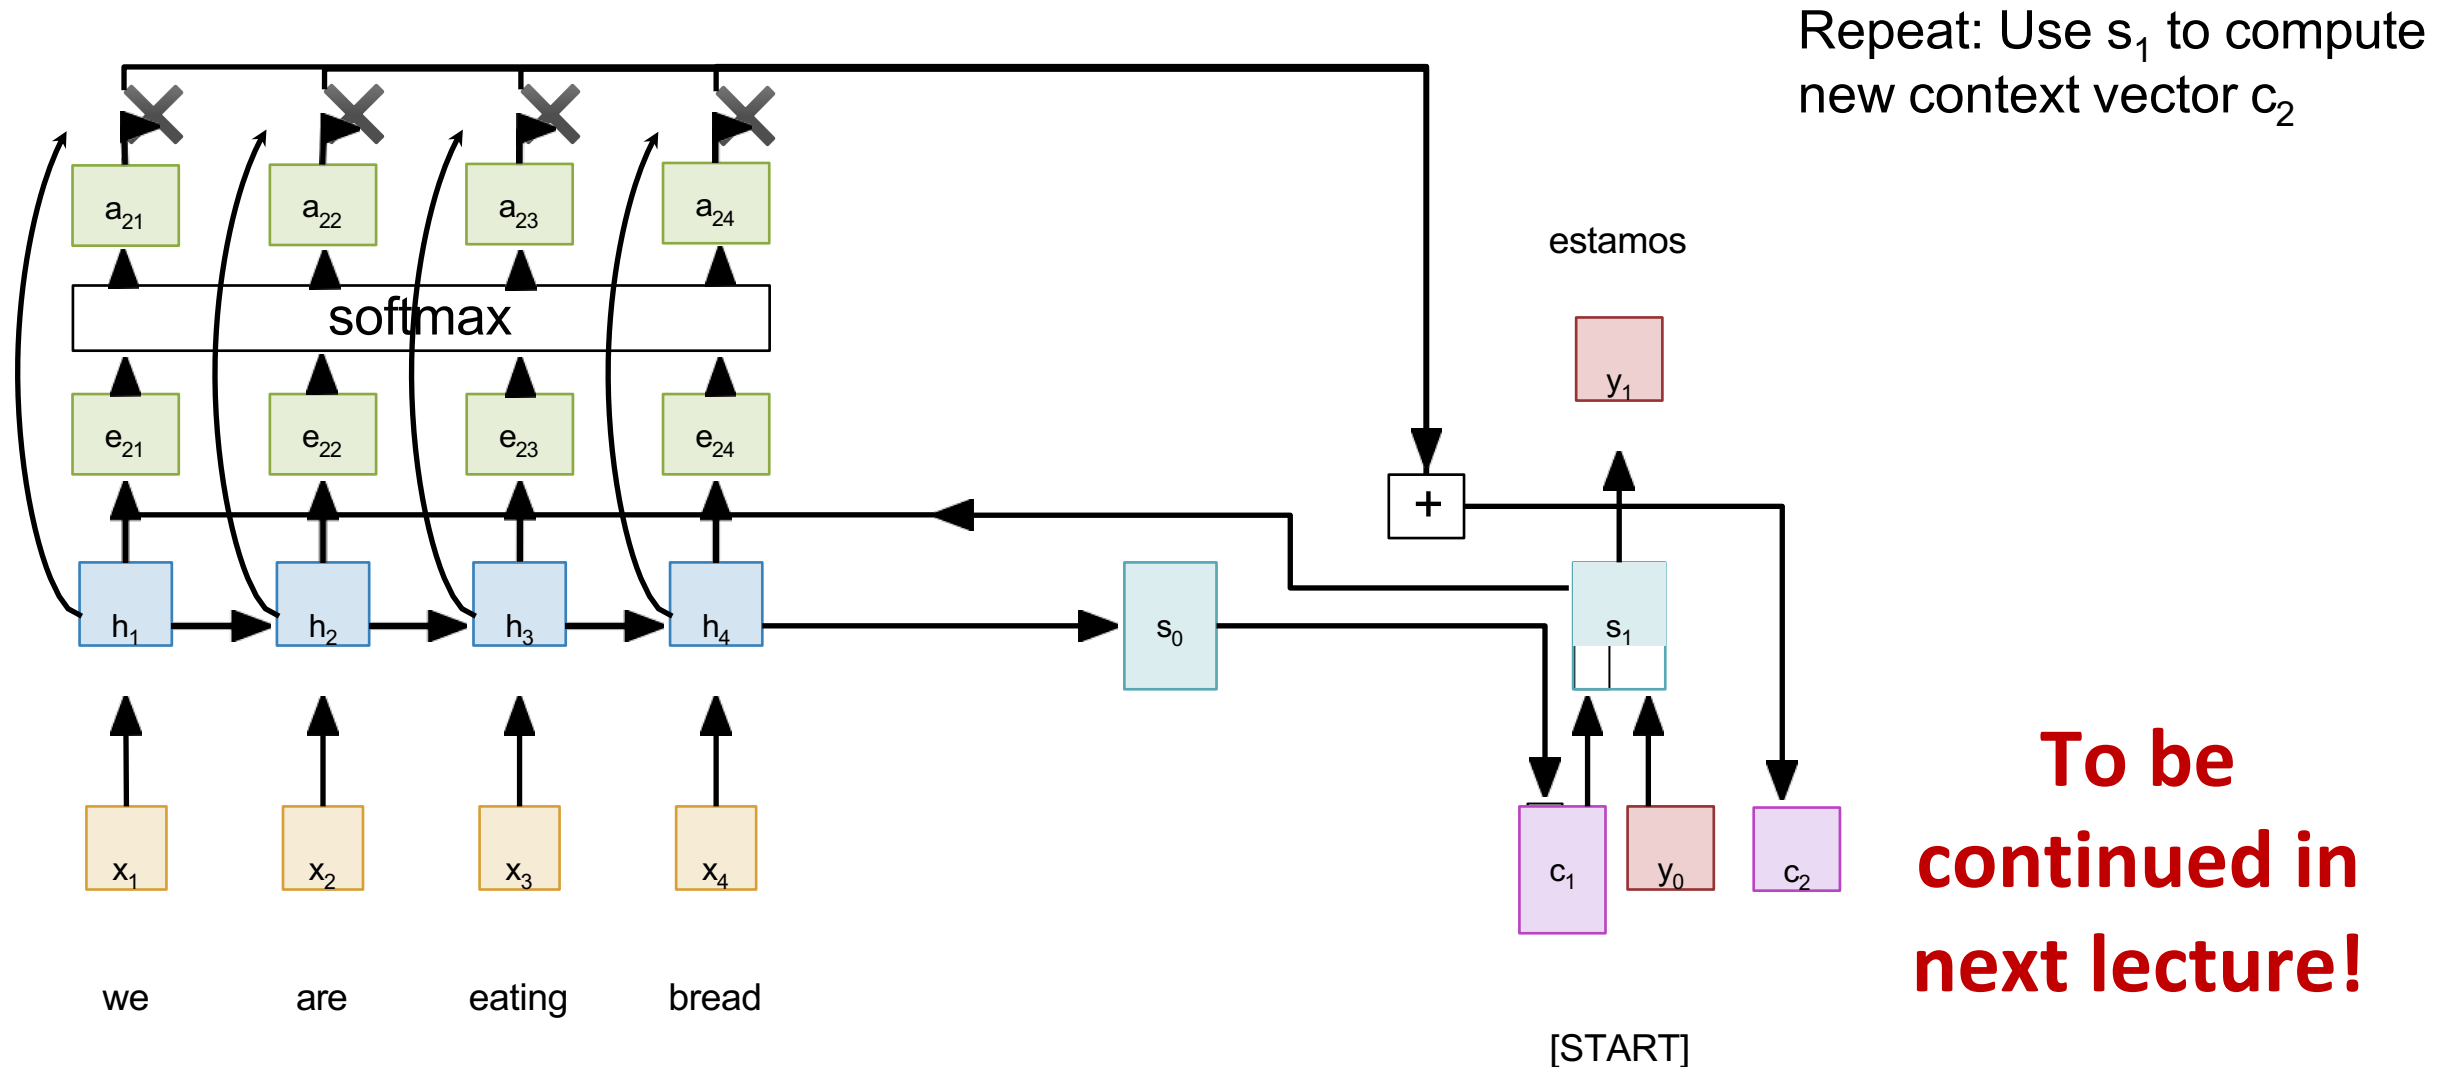 Repeat: Use s₁ to compute
new context vector c₂
a₂₁ a₂₂ a₂₃ a₂₄
estamos
softmax
y₁
e₂₁ e₂₂ e₂₃ e₂₄
+
h₁ h₂ h₃ h₄ s₀ s₁
x₁ x₂ x₃ x₄ c₁ y₀ c₂
we are eating bread
[START]
To be
continued in
next lecture!